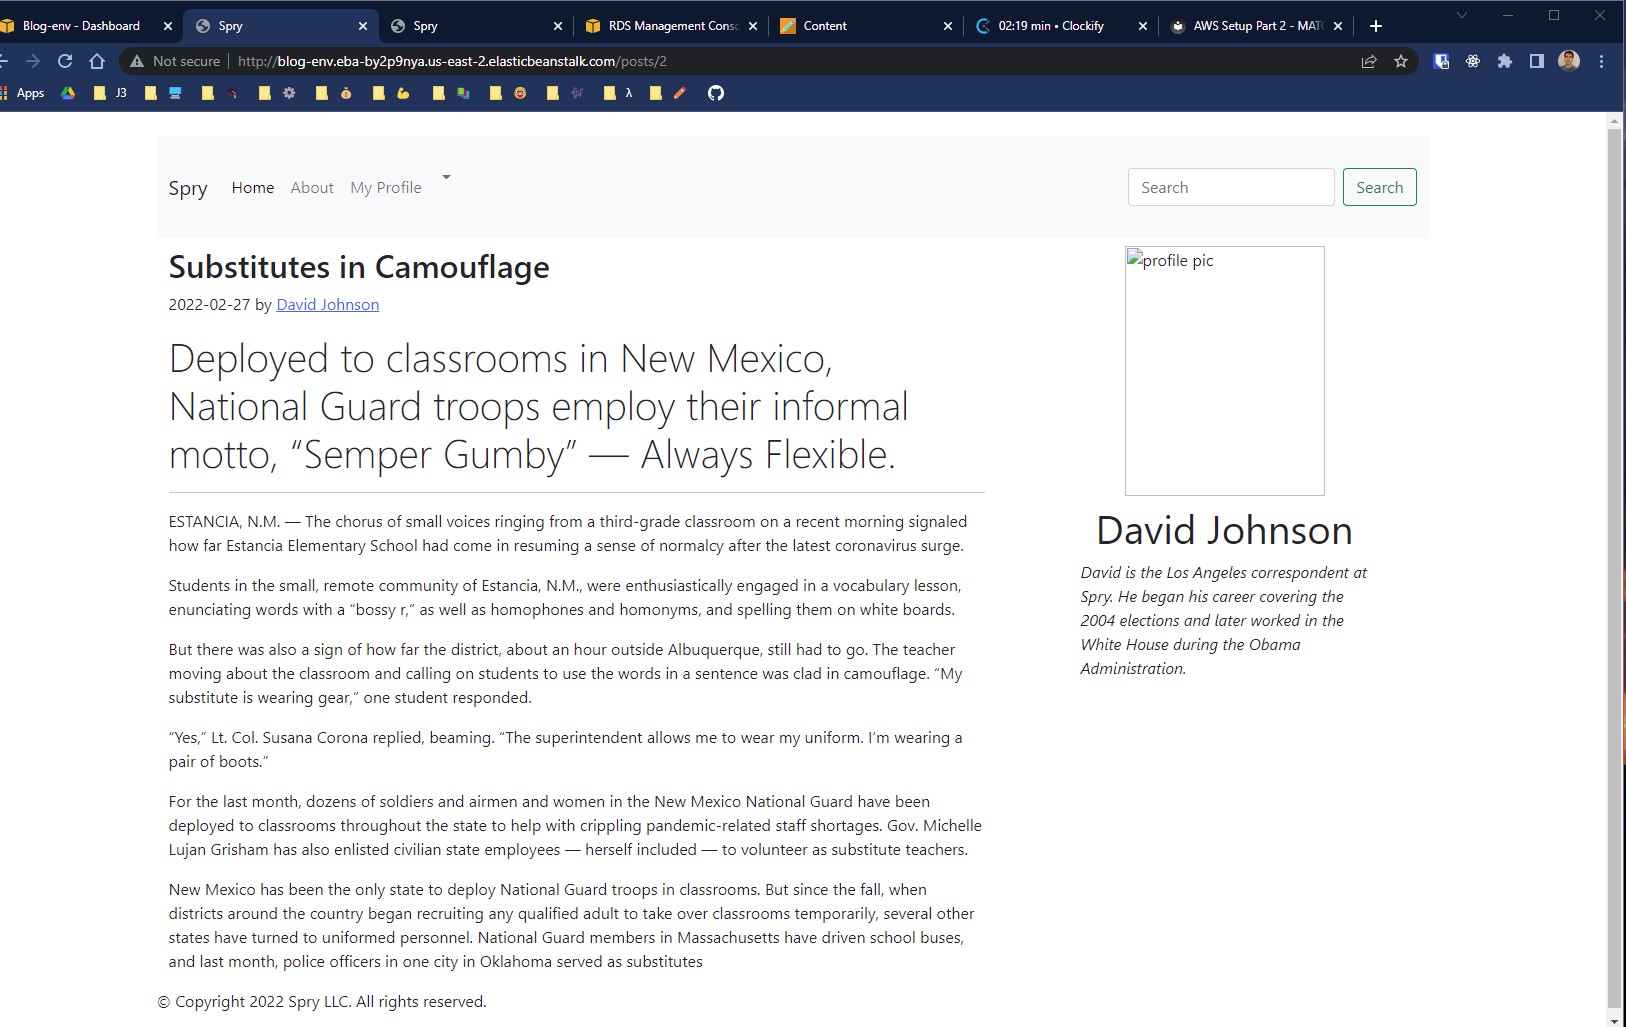 Blog-env - Dashboard
Spry
Spry
RDS Management Conso
Content
02:19 min • Clockify
AWS Setup Part 2 - MAT
Not secure
http://blog-env.eba-by2p9nya.us-east-2.elasticbeanstalk.com/posts/2
Apps
J3
λ
Spry
Home
About
My Profile
Search
Search
Substitutes in Camouflage
2022-02-27 by David Johnson
Deployed to classrooms in New Mexico,
National Guard troops employ their informal
motto, “Semper Gumby” — Always Flexible.
ESTANCIA, N.M. — The chorus of small voices ringing from a third-grade classroom on a recent morning signaled
how far Estancia Elementary School had come in resuming a sense of normalcy after the latest coronavirus surge.
Students in the small, remote community of Estancia, N.M., were enthusiastically engaged in a vocabulary lesson,
enunciating words with a “bossy r,” as well as homophones and homonyms, and spelling them on white boards.
But there was also a sign of how far the district, about an hour outside Albuquerque, still had to go. The teacher
moving about the classroom and calling on students to use the words in a sentence was clad in camouflage. “My
substitute is wearing gear,” one student responded.
“Yes,” Lt. Col. Susana Corona replied, beaming. “The superintendent allows me to wear my uniform. I’m wearing a
pair of boots.”
For the last month, dozens of soldiers and airmen and women in the New Mexico National Guard have been
deployed to classrooms throughout the state to help with crippling pandemic-related staff shortages. Gov. Michelle
Lujan Grisham has also enlisted civilian state employees — herself included — to volunteer as substitute teachers.
New Mexico has been the only state to deploy National Guard troops in classrooms. But since the fall, when
districts around the country began recruiting any qualified adult to take over classrooms temporarily, several other
states have turned to uniformed personnel. National Guard members in Massachusetts have driven school buses,
and last month, police officers in one city in Oklahoma served as substitutes
profile pic
David Johnson
David is the Los Angeles correspondent at
Spry. He began his career covering the
2004 elections and later worked in the
White House during the Obama
Administration.
© Copyright 2022 Spry LLC. All rights reserved.